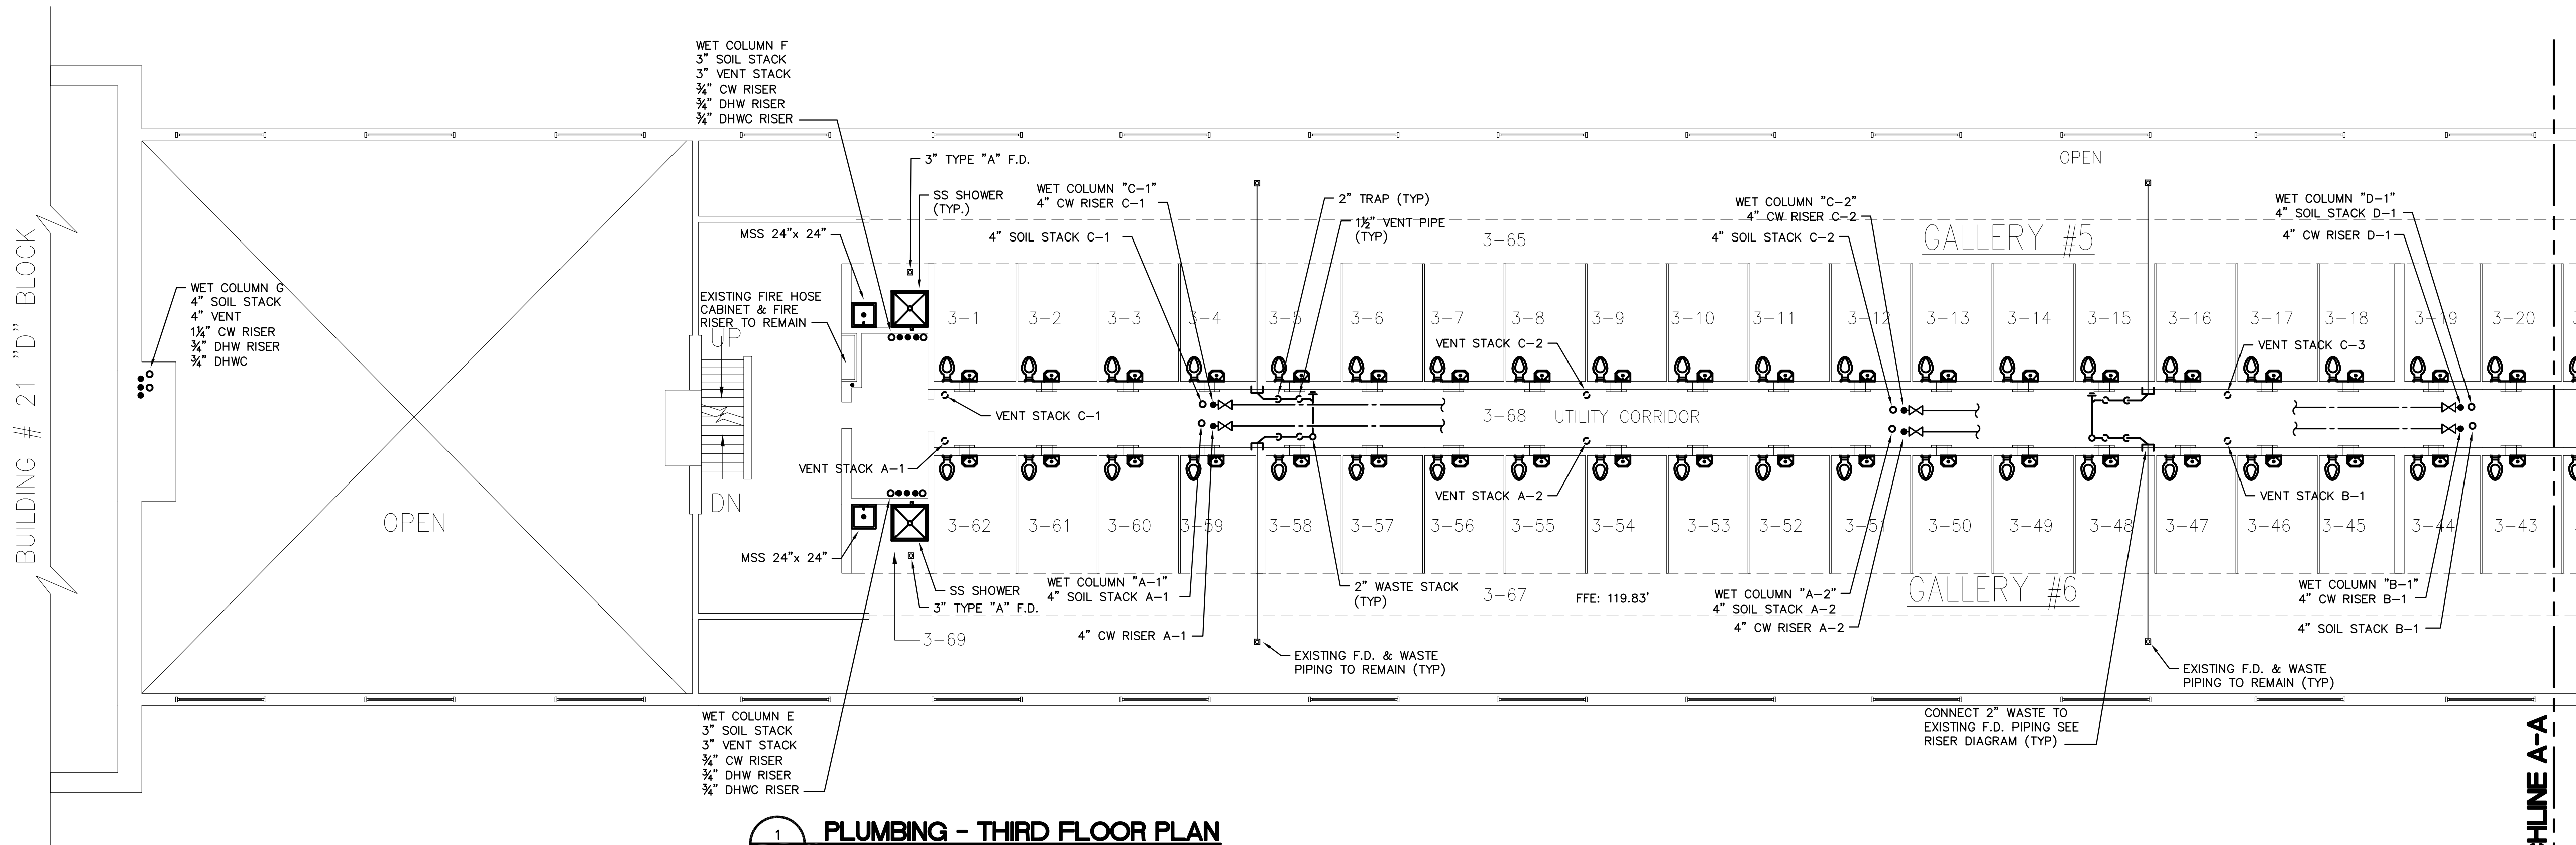 WET COLUMN F
3" SOIL STACK
3" VENT STACK
¾" CW RISER
¾" DHW RISER
¾" DHWC RISER
3" TYPE "A" F.D.
SS SHOWER
(TYP.)
WET COLUMN "C-1"
4" CW RISER C-1
4" SOIL STACK C-1
2" TRAP (TYP)
1½" VENT PIPE
(TYP)
3-65
WET COLUMN "C-2"
4" CW RISER C-2
4" SOIL STACK C-2
OPEN
GALLERY #5
WET COLUMN "D-1"
4" SOIL STACK D-1
4" CW RISER D-1
MSS 24"x 24"
BUILDING # 21 "D" BLOCK
WET COLUMN G
4" SOIL STACK
4" VENT
1¼" CW RISER
¾" DHW RISER
¾" DHWC
EXISTING FIRE HOSE
CABINET & FIRE
RISER TO REMAIN
UP
3-1
3-2
3-3
3-4
3-5
3-6
3-7
3-8
3-9
3-10
3-11
3-12
3-13
3-14
3-15
3-16
3-17
3-18
3-19
3-20
VENT STACK C-2
VENT STACK C-3
VENT STACK C-1
3-68
UTILITY CORRIDOR
VENT STACK A-1
VENT STACK A-2
VENT STACK B-1
DN
OPEN
3-62
3-61
3-60
3-59
3-58
3-57
3-56
3-55
3-54
3-53
3-52
3-51
3-50
3-49
3-48
3-47
3-46
3-45
3-44
3-43
MSS 24"x 24"
SS SHOWER
3" TYPE "A" F.D.
3-69
WET COLUMN "A-1"
4" SOIL STACK A-1
4" CW RISER A-1
2" WASTE STACK
(TYP)
3-67
FFE: 119.83'
WET COLUMN "A-2"
4" SOIL STACK A-2
4" CW RISER A-2
GALLERY #6
WET COLUMN "B-1"
4" CW RISER B-1
4" SOIL STACK B-1
EXISTING F.D. & WASTE
PIPING TO REMAIN (TYP)
EXISTING F.D. & WASTE
PIPING TO REMAIN (TYP)
CONNECT 2" WASTE TO
EXISTING F.D. PIPING SEE
RISER DIAGRAM (TYP)
WET COLUMN E
3" SOIL STACK
3" VENT STACK
¾" CW RISER
¾" DHW RISER
¾" DHWC RISER
1
PLUMBING - THIRD FLOOR PLAN
HLINE A-A